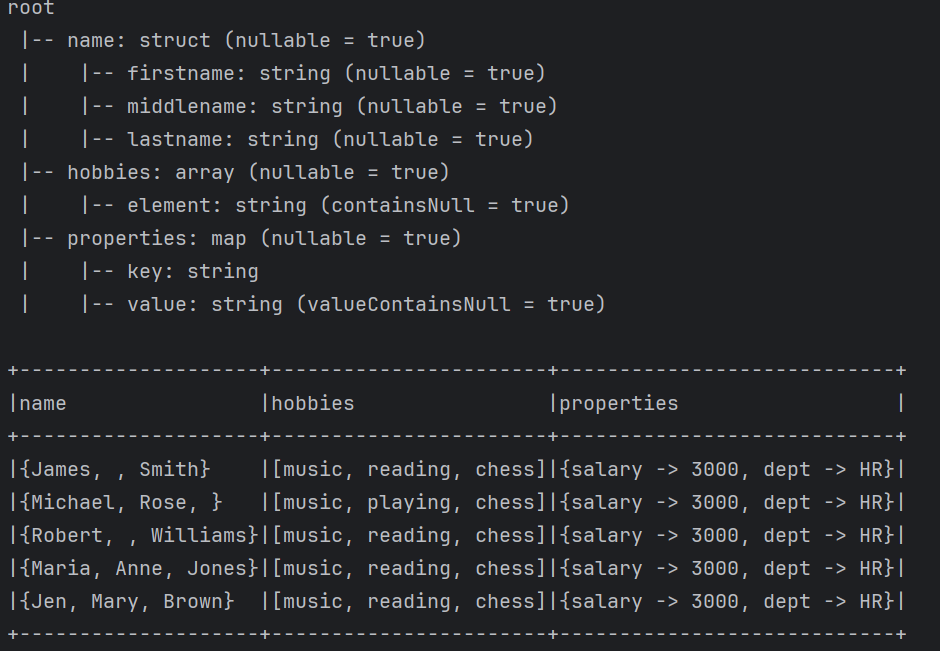 root
 |-- name: struct (nullable = true)
 |    |-- firstname: string (nullable = true)
 |    |-- middlename: string (nullable = true)
 |    |-- lastname: string (nullable = true)
 |-- hobbies: array (nullable = true)
 |    |-- element: string (containsNull = true)
 |-- properties: map (nullable = true)
 |    |-- key: string
 |    |-- value: string (valueContainsNull = true)

+--------------------+-----------------------+----------------------------+
|name                |hobbies                |properties                  |
+--------------------+-----------------------+----------------------------+
|{James, , Smith}    |[music, reading, chess]|{salary -> 3000, dept -> HR}|
|{Michael, Rose, }   |[music, playing, chess]|{salary -> 3000, dept -> HR}|
|{Robert, , Williams}|[music, reading, chess]|{salary -> 3000, dept -> HR}|
|{Maria, Anne, Jones}|[music, reading, chess]|{salary -> 3000, dept -> HR}|
|{Jen, Mary, Brown}  |[music, reading, chess]|{salary -> 3000, dept -> HR}|
+--------------------+-----------------------+----------------------------+